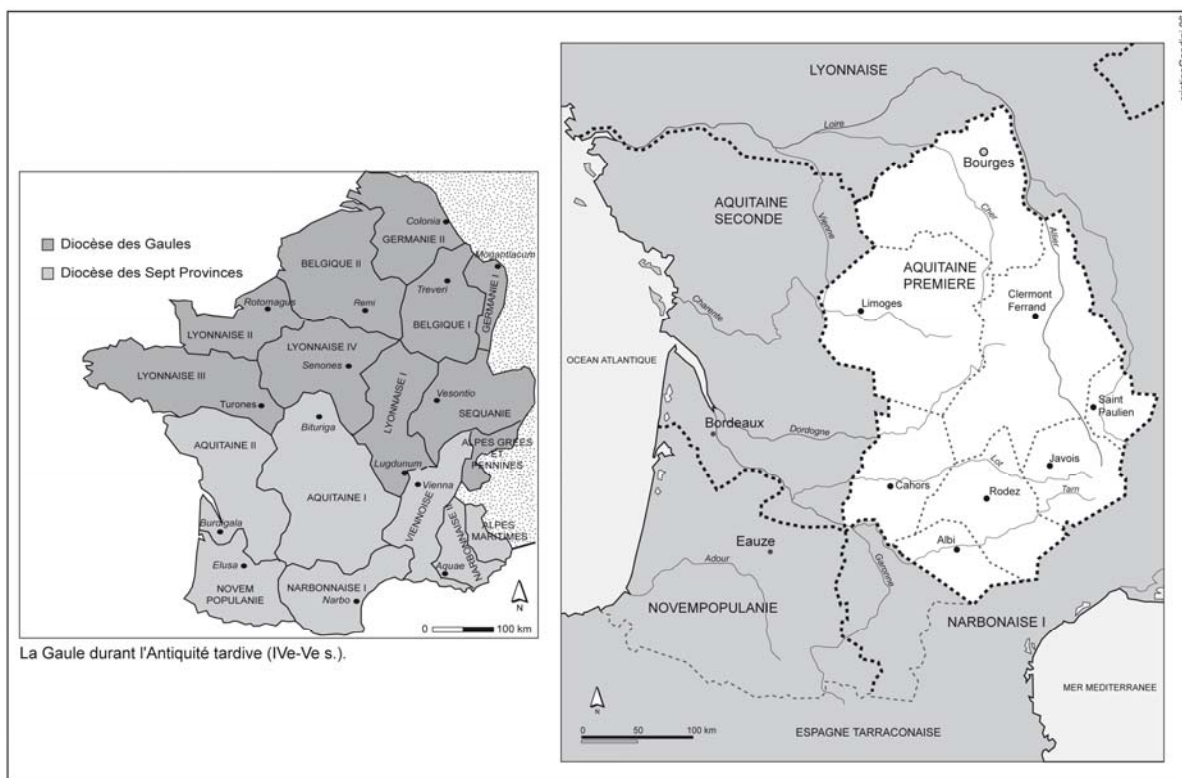 Diocèse des Gaules
Diocèse des Sept Provinces
Colonia
GERMANIE II
BELGIQUE II
Treveri
GERMANIE I
Rotomagus
Remi
BELGIQUE I
LYONNAISE II
LYONNAISE IV
Senones
LYONNAISE III
Turones
LYONNAISE I
Vesontio
SEQUANIE
Bituriga
AQUITAINE II
ALPES GREES
ET
PENNINES
Lugdunum
Vienna
AQUITAINE I
VIENNOISE
ALPES
MARITIMES
NARBONNAISE II
Burdigala
Elusa
Aquae
NOVEM
POPULANIE
NARBONNAISE I
Narbo
N
0 100 km
La Gaule durant l'Antiquité tardive (IVe-Ve s.).
LYONNAISE
Loire
Bourges
AQUITAINE
SECONDE
Vienne
Cher
Allier
AQUITAINE
PREMIERE
Limoges
Clermont
Ferrand
Charente
OCEAN ATLANTIQUE
Saint
Paulien
Bordeaux
Dordogne
Javois
Lot
Cahors
Rodez
Tarn
Eauze
Albi
Adour
Garonne
NOVEMPOPULANIE
NARBONAISE I
MER MEDITERRANEE
N
0 50 100 km
ESPAGNE TARRACONAISE